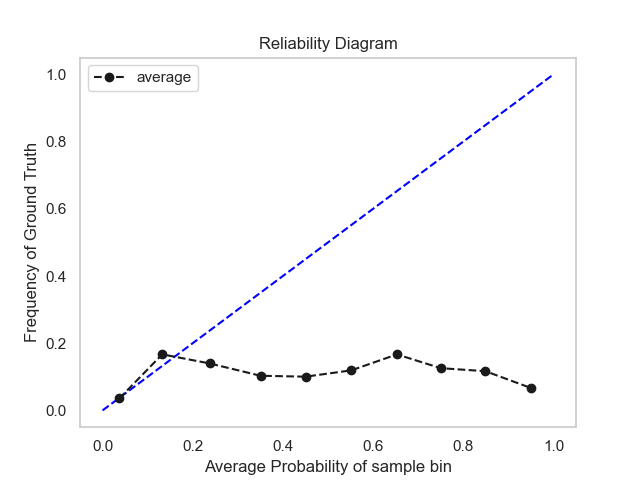 Reliability Diagram
average
Frequency of Ground Truth
1.0
0.8
0.6
0.4
0.2
0.0
0.0 0.2 0.4 0.6 0.8 1.0
Average Probability of sample bin